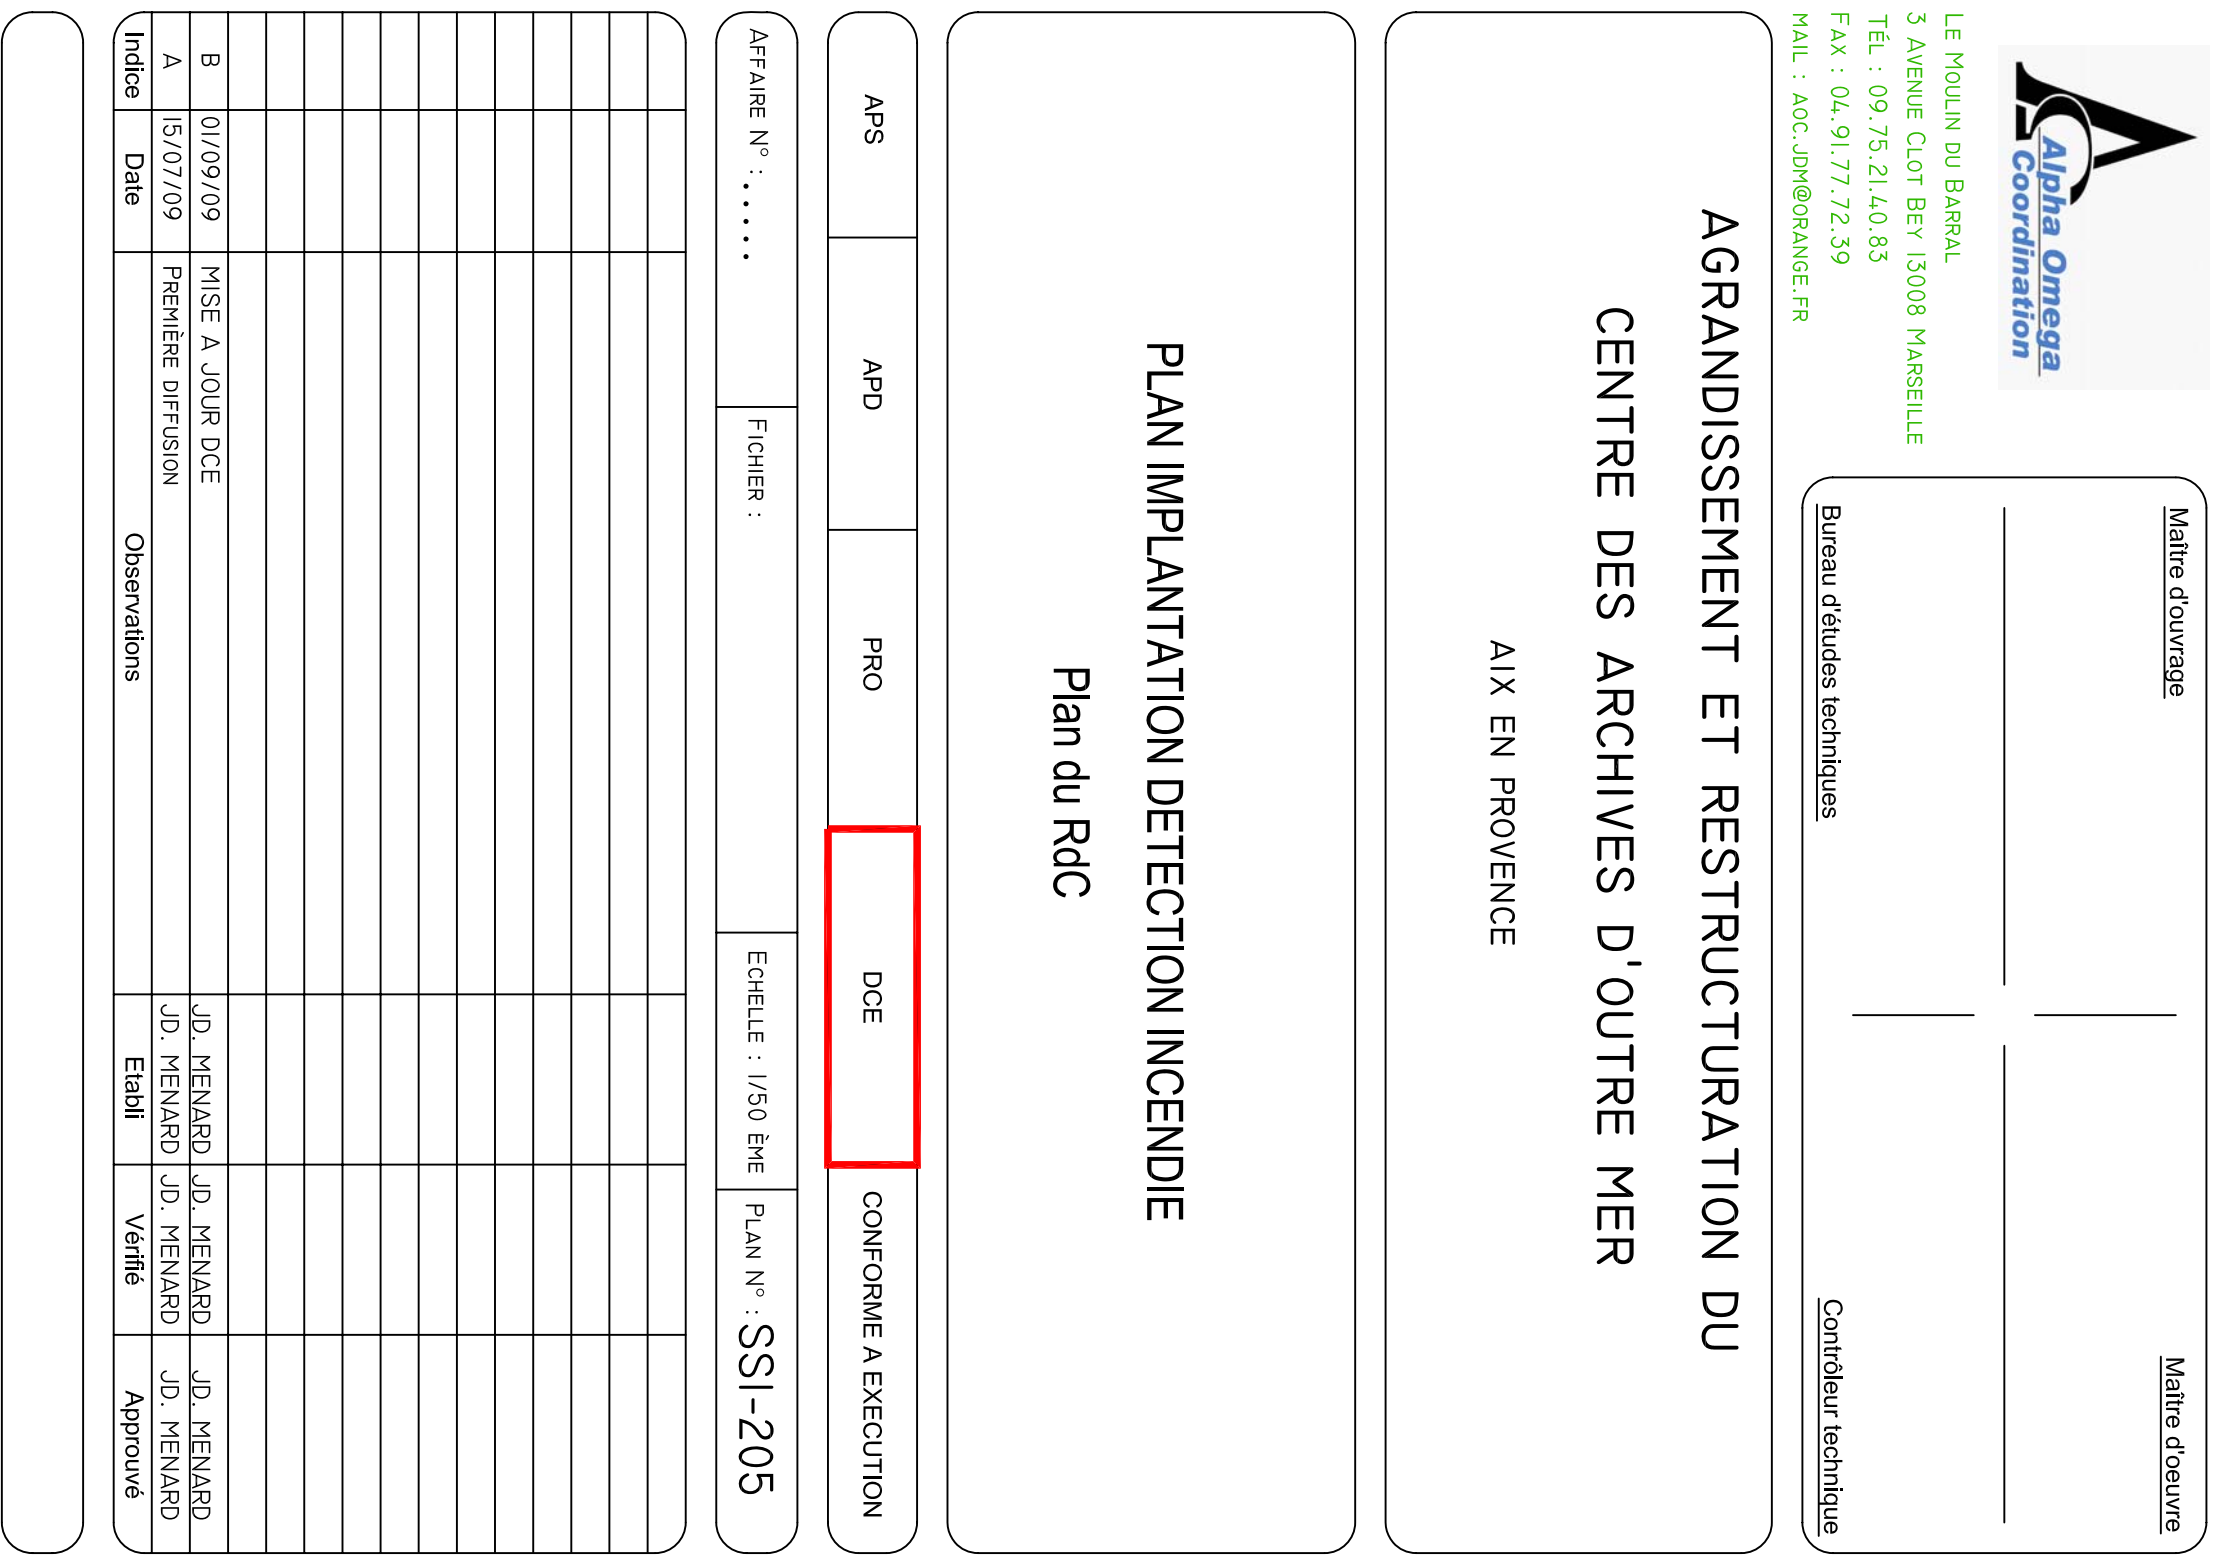 Alpha Omega
Coordination
LE MOULIN DU BARRAL
3 AVENUE CLOT BEY 13008 MARSEILLE
TÉL : 09.75.21.40.83
FAX : 04.91.77.72.39
MAIL : AOC.JDM@ORANGE.FR
Maître d'ouvrage
Maître d'oeuvre
Bureau d'études techniques
Contrôleur technique
AGRANDISSEMENT ET RESTRUCTURATION DU
CENTRE DES ARCHIVES D'OUTRE MER
AIX EN PROVENCE
PLAN IMPLANTATION DETECTION INCENDIE
Plan du RdC
APS APD PRO DCE CONFORME A EXECUTION
AFFAIRE N° : ..... FICHIER : ECHELLE : 1/50 ÈME PLAN N° : SSI-205
B 01/09/09 MISE A JOUR DCE JD. MENARD JD. MENARD JD. MENARD
A 15/07/09 PREMIÈRE DIFFUSION JD. MENARD JD. MENARD JD. MENARD
Indice Date Observations Etabli Vérifié Approuvé